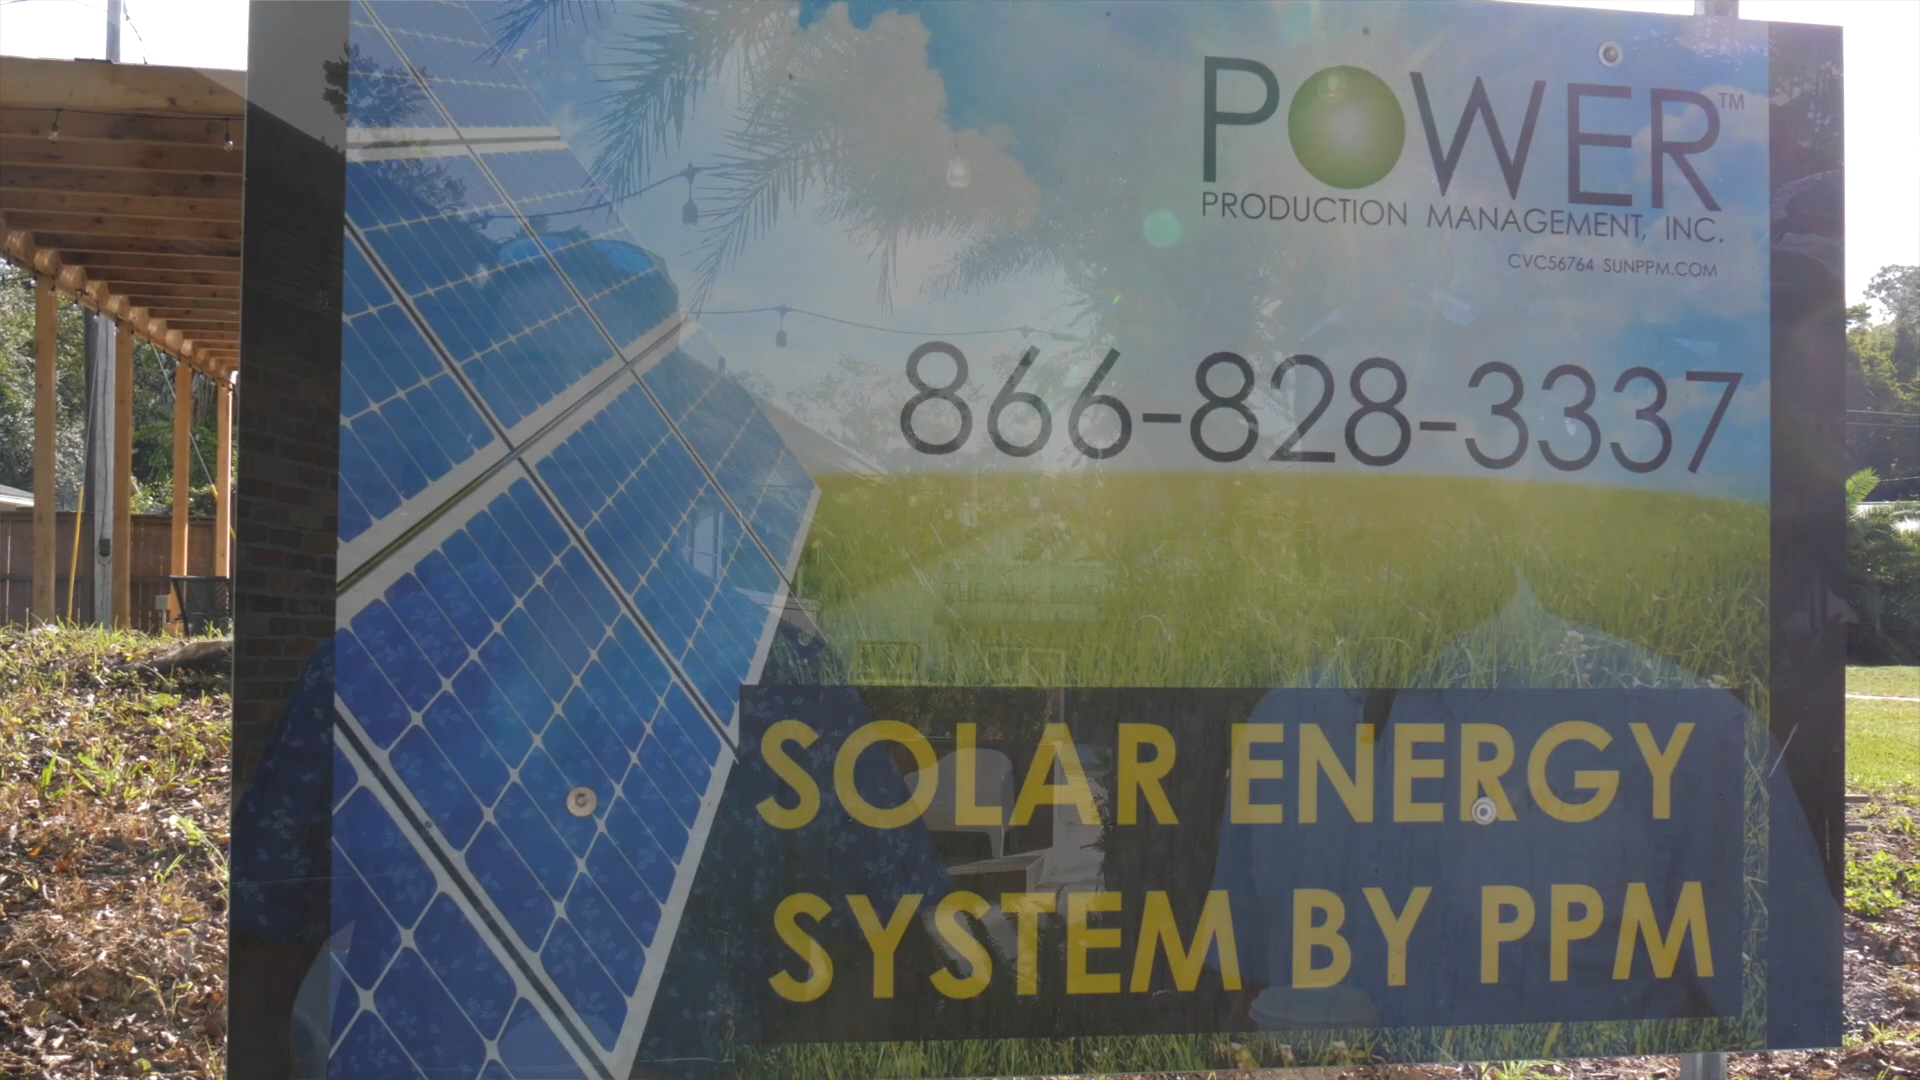 POWER™
PRODUCTION MANAGEMENT, INC.
CVC56764 SUNPPM.COM
866-828-3337
SOLAR ENERGY
SYSTEM BY PPM